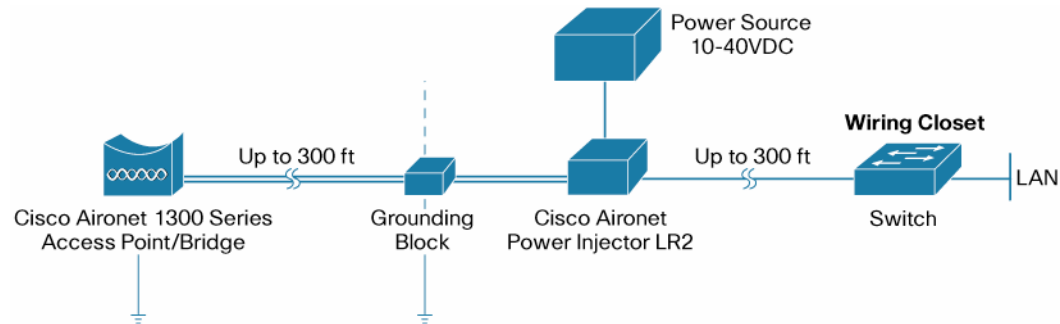 Power Source
10-40VDC
Wiring Closet
Up to 300 ft
Up to 300 ft
LAN
Cisco Aironet 1300 Series
Access Point/Bridge
Grounding
Block
Cisco Aironet
Power Injector LR2
Switch